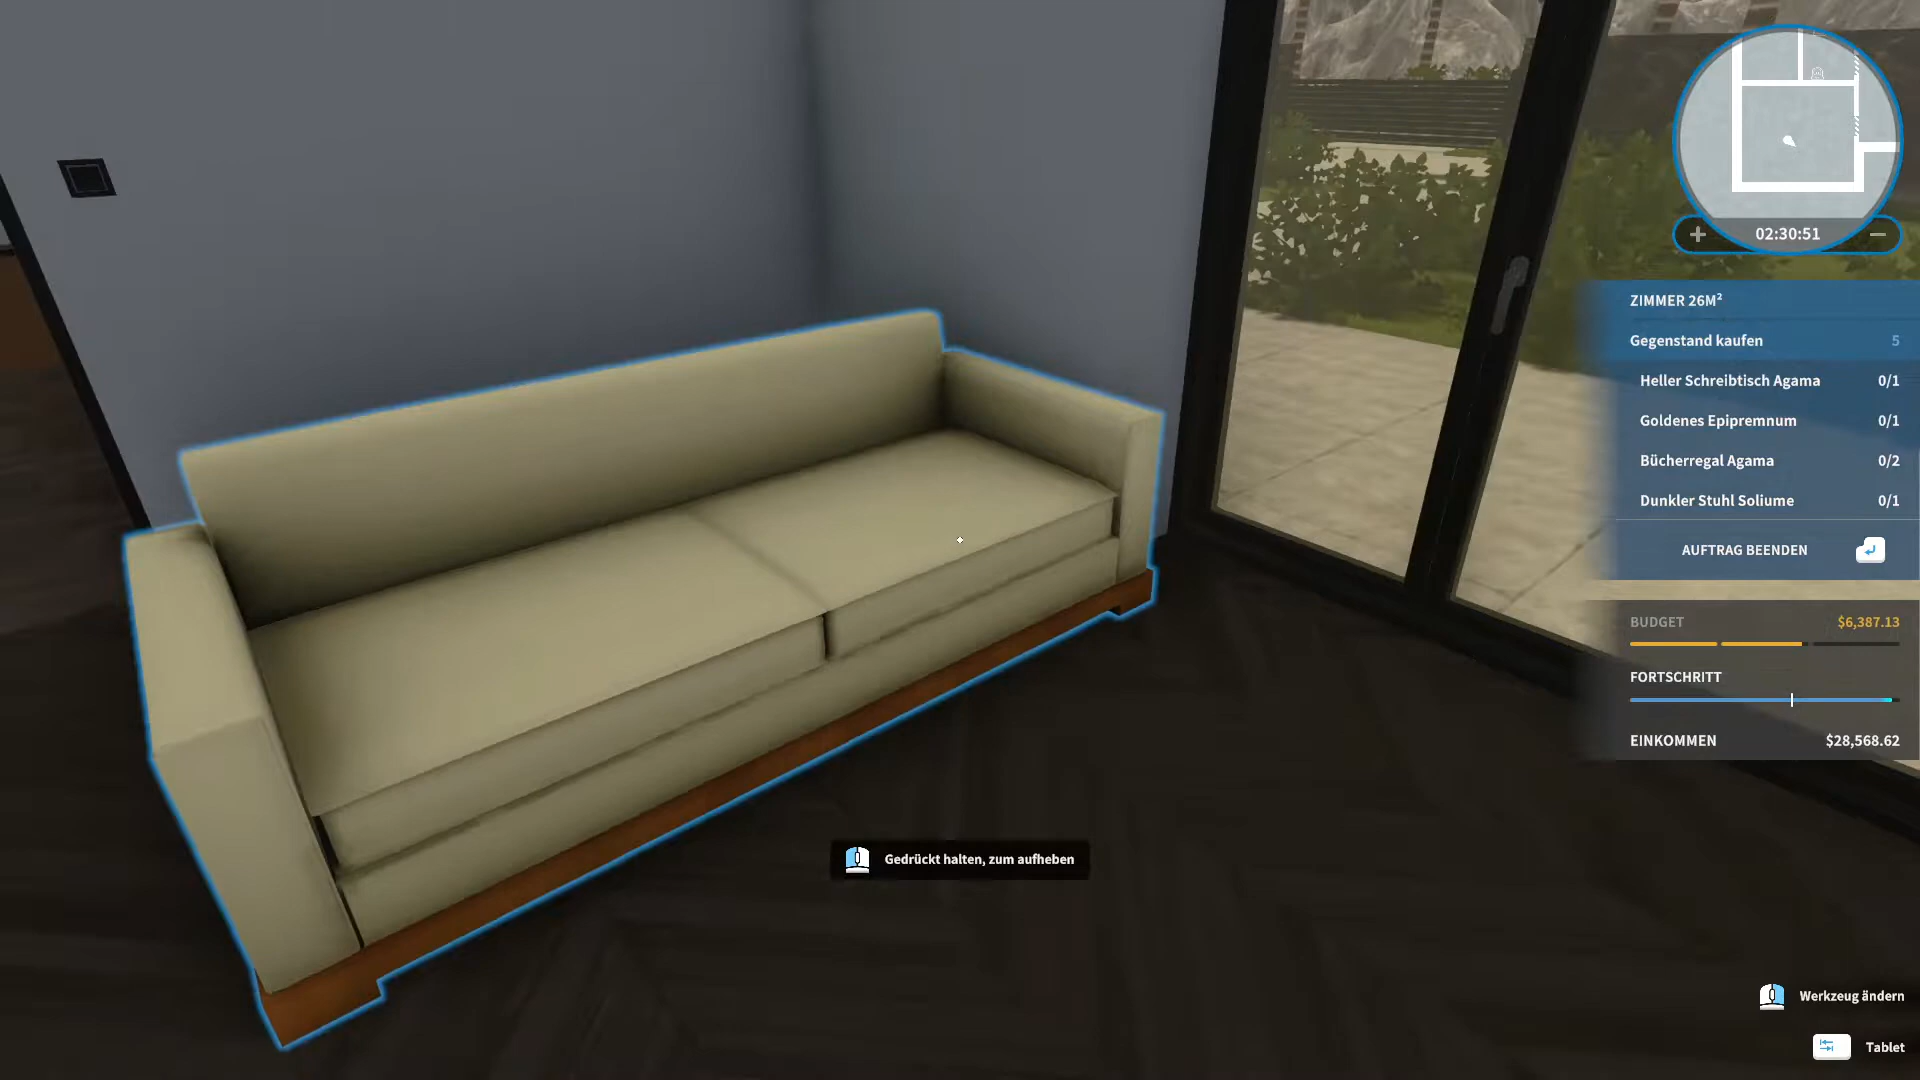 02:30:51
ZIMMER 26M²
Gegenstand kaufen 5
Heller Schreibtisch Agama 0/1
Goldenes Epipremnum 0/1
Bücherregal Agama 0/2
Dunkler Stuhl Soliume 0/1
AUFTRAG BEENDEN
BUDGET $6,387.13
FORTSCHRITT
EINKOMMEN $28,568.62
Gedrückt halten, zum aufheben
Werkzeug ändern
Tablet